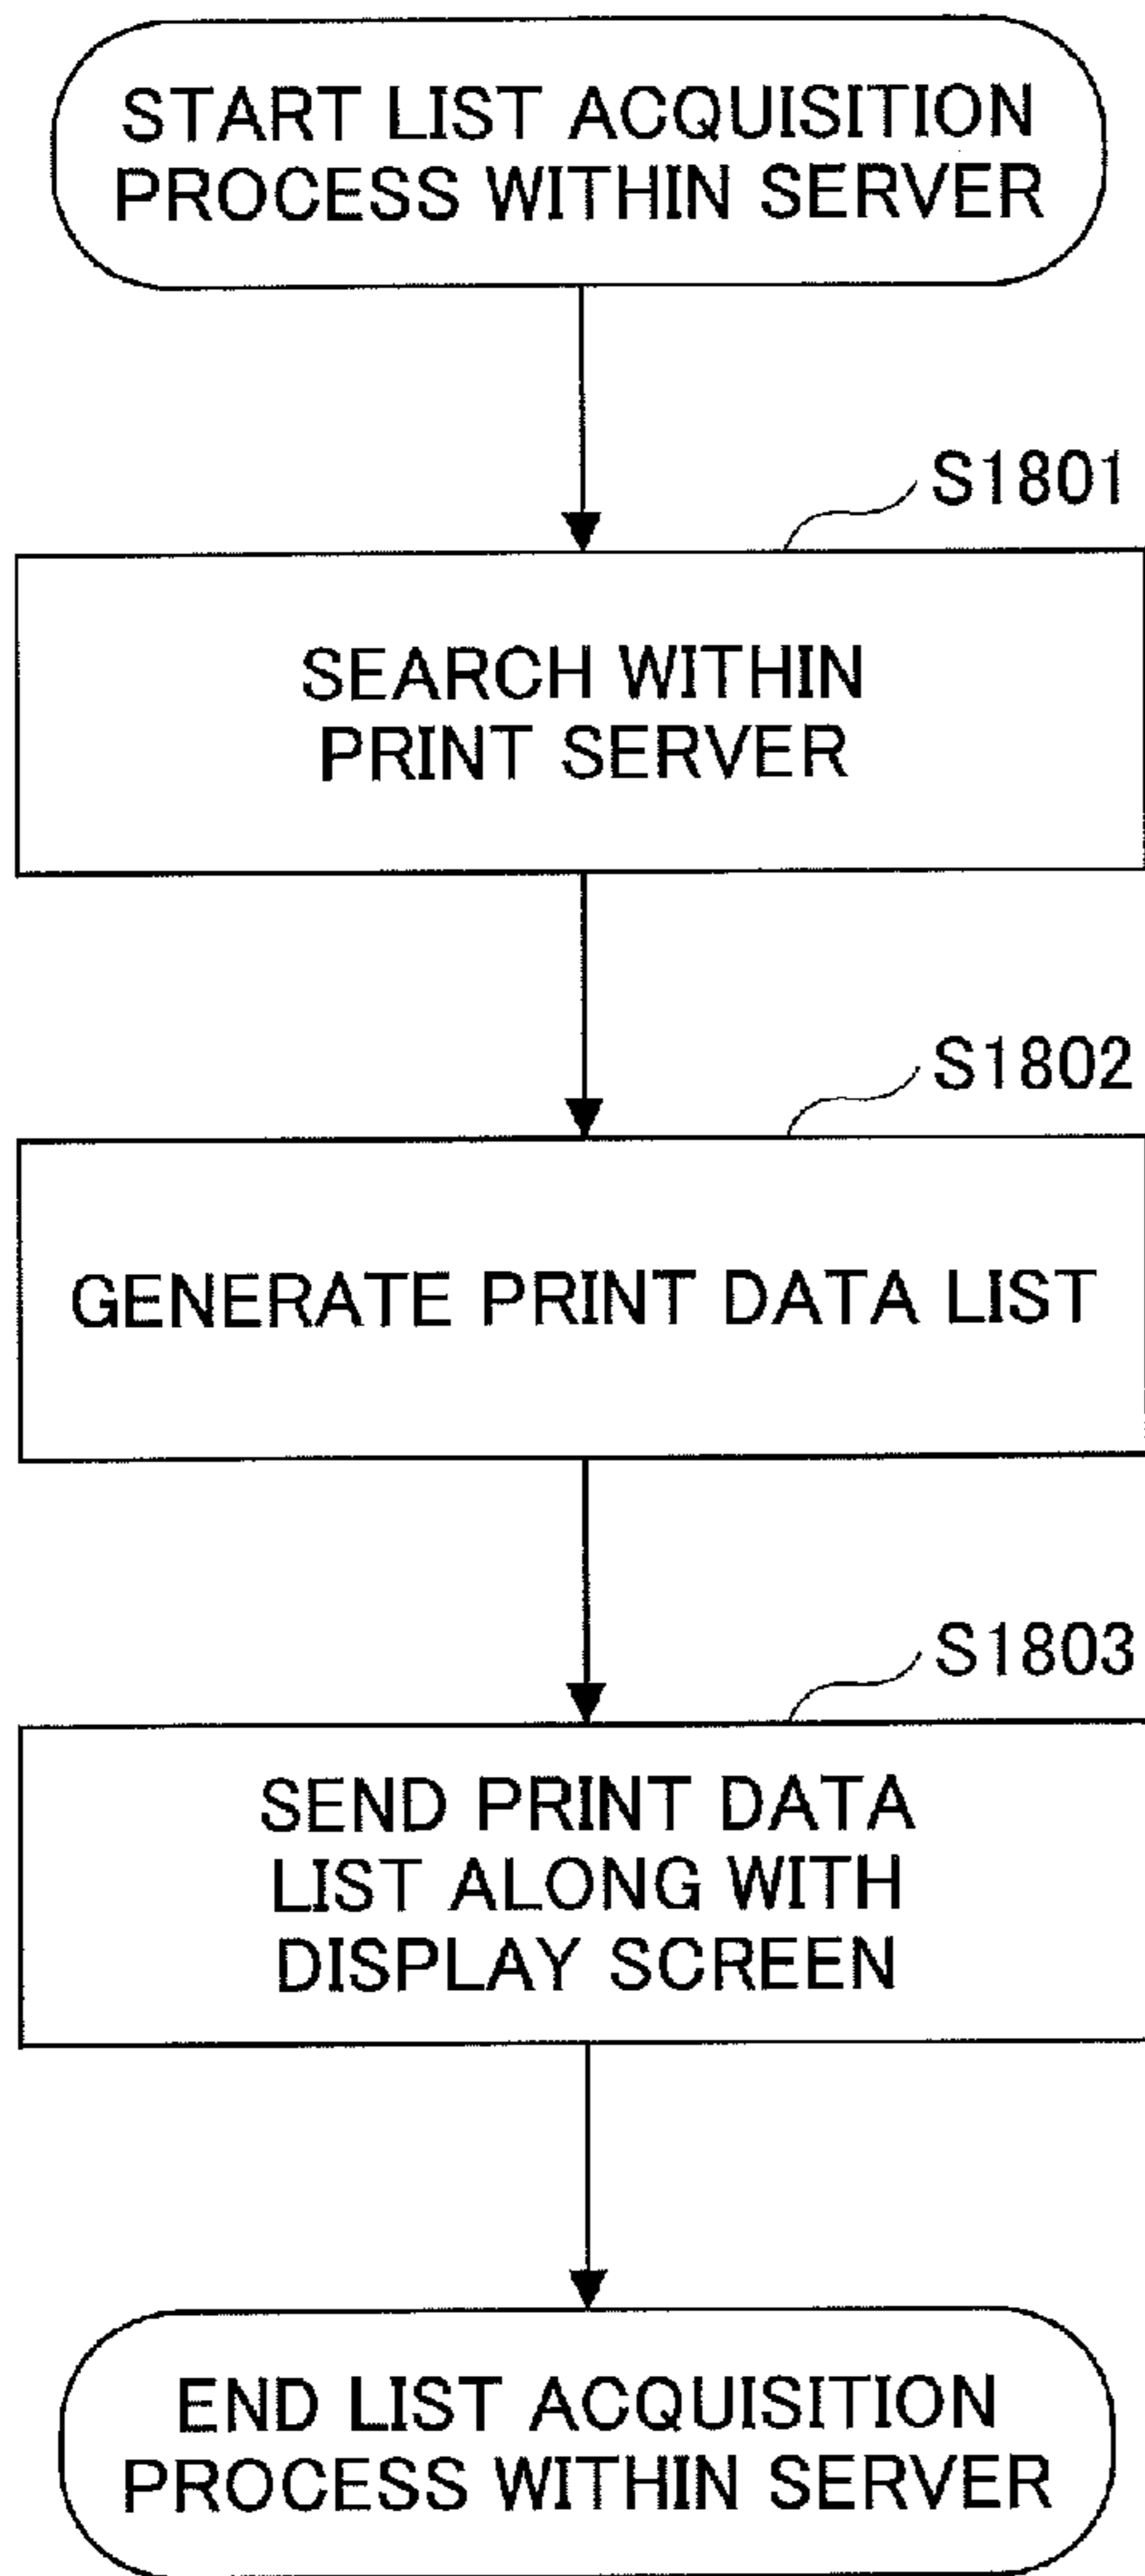 START LIST ACQUISITION
PROCESS WITHIN SERVER
S1801
SEARCH WITHIN
PRINT SERVER
S1802
GENERATE PRINT DATA LIST
S1803
SEND PRINT DATA
LIST ALONG WITH
DISPLAY SCREEN
END LIST ACQUISITION
PROCESS WITHIN SERVER